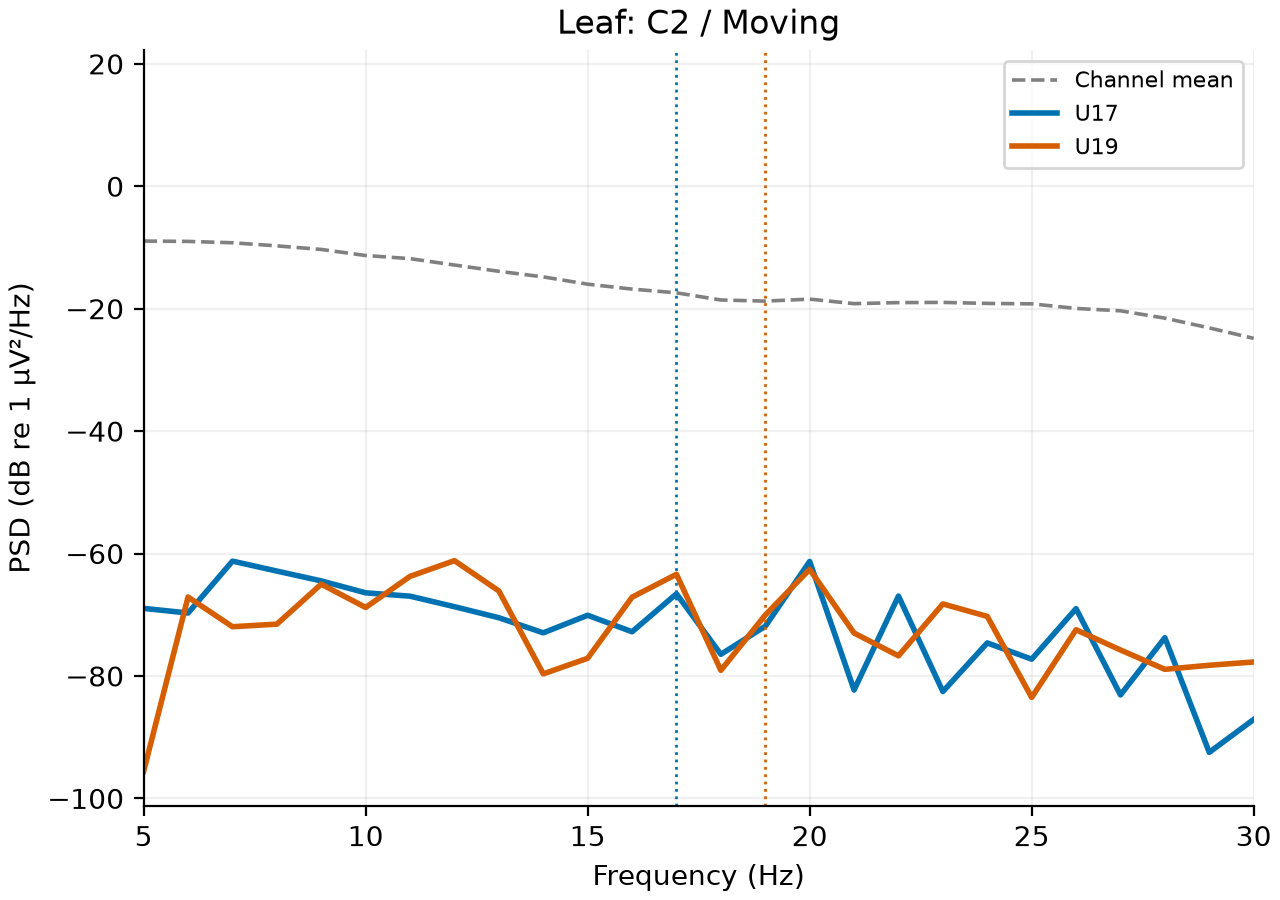 Leaf: C2 / Moving
Channel mean
U17
U19
20
0
−20
−40
−60
−80
−100
PSD (dB re 1 µV²/Hz)
5
10
15
20
25
30
Frequency (Hz)